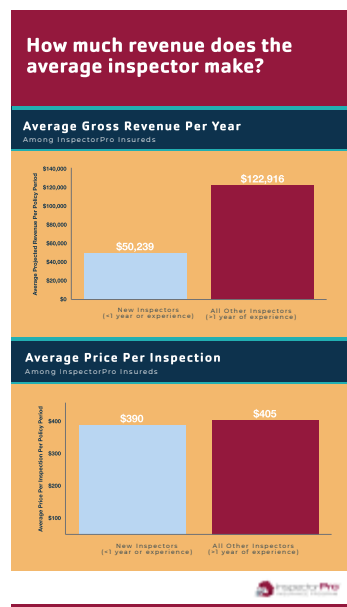 How much revenue does the
average inspector make?
Average Gross Revenue Per Year
Among InspectorPro Insureds
Average Projected Revenue Per Policy Period
$140,000
$120,000
$100,000
$80,000
$60,000
$40,000
$20,000
$0
$50,239
$122,916
New Inspectors
(<1 year or experience)
All Other Inspectors
(>1 year of experience)
Average Price Per Inspection
Among InspectorPro Insureds
Average Price Per Inspection Per Policy Period
$400
$300
$200
$100
$390
$405
New Inspectors
(<1 year or experience)
All Other Inspectors
(>1 year of experience)
InspectorPro